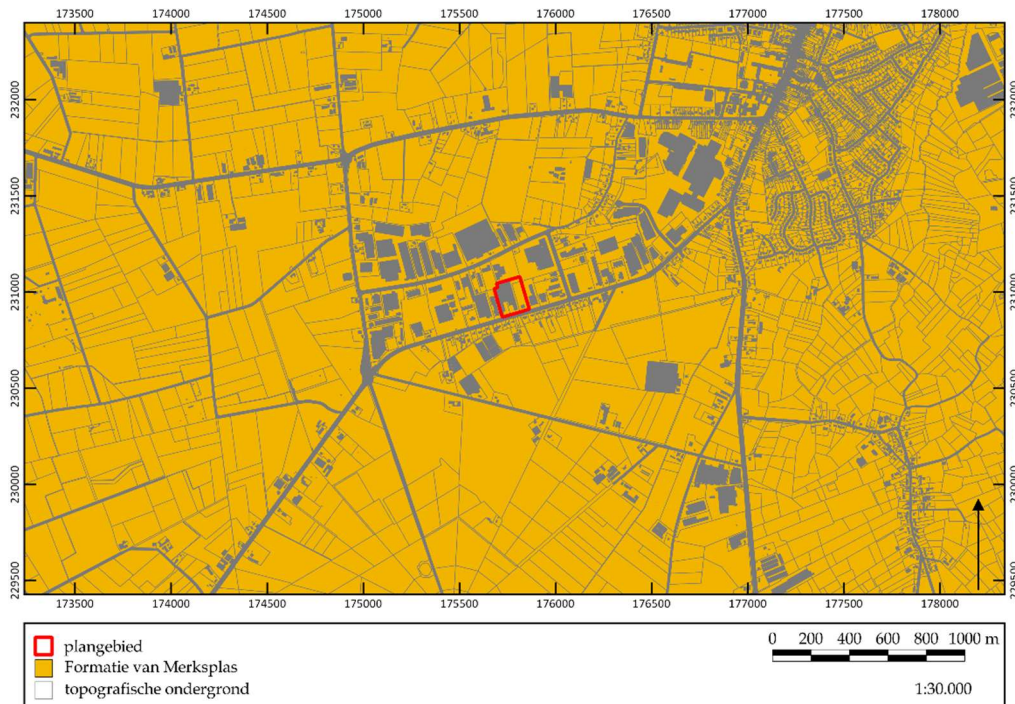 173000 173500 174000 174500 175000 175500 176000 176500 177000 177500 178000
232000 232000
231500 231500
231000 231000
230500 230500
230000 230000
229500 229500
173000 173500 174000 174500 175000 175500 176000 176500 177000 177500 178000
plangebied
Formatie van Merksplas
topografische ondergrond
0 200 400 600 800 1000 m
1:30.000